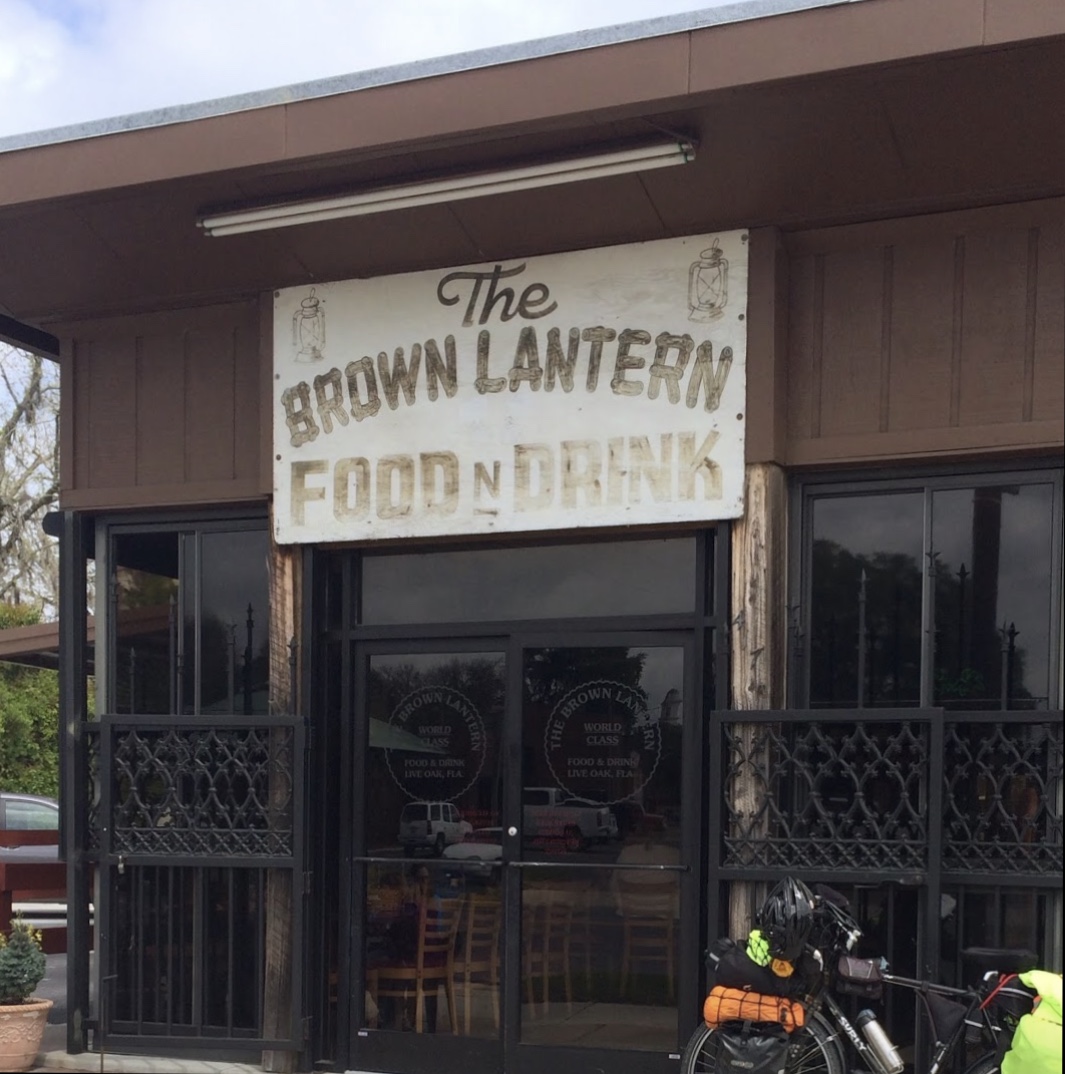 The
BROWN LANTERN
FOOD N DRINK
THE BROWN LANTERN
WORLD
CLASS
FOOD & DRINK
LIVE OAK, FLA.
THE BROWN LANTERN
WORLD
CLASS
FOOD & DRINK
LIVE OAK, FLA.
SURLY